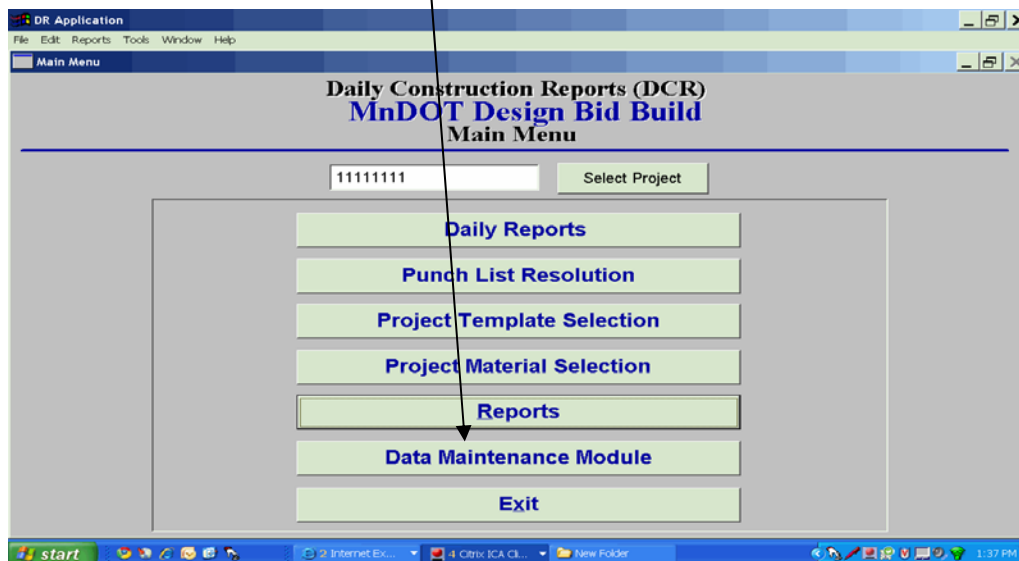 DR Application
File Edit Reports Tools Window Help
Main Menu
Daily Construction Reports (DCR)
MnDOT Design Bid Build
Main Menu
11111111 Select Project
Daily Reports
Punch List Resolution
Project Template Selection
Project Material Selection
Reports
Data Maintenance Module
Exit
start 2 Internet Ex... 4 Citrix ICA Cli... New Folder 1:37 PM